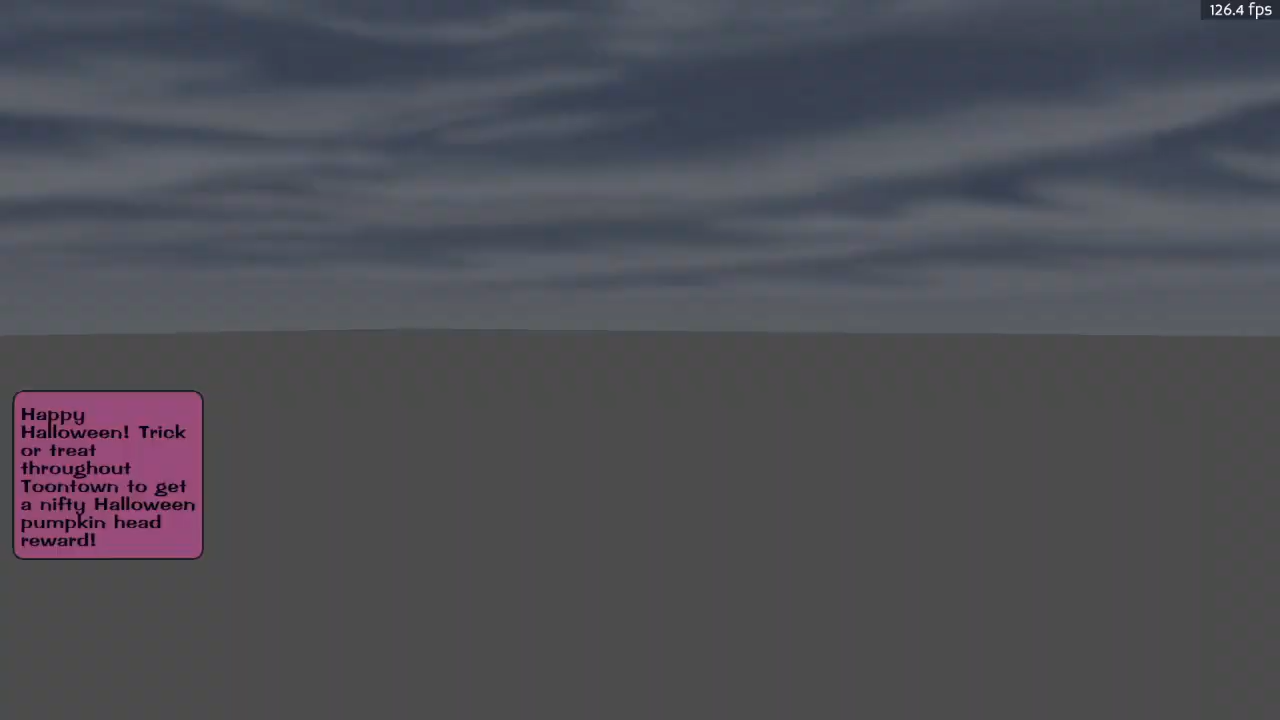 126.4 fps
Happy
Halloween! Trick
or treat
throughout
Toontown to get
a nifty Halloween
pumpkin head
reward!